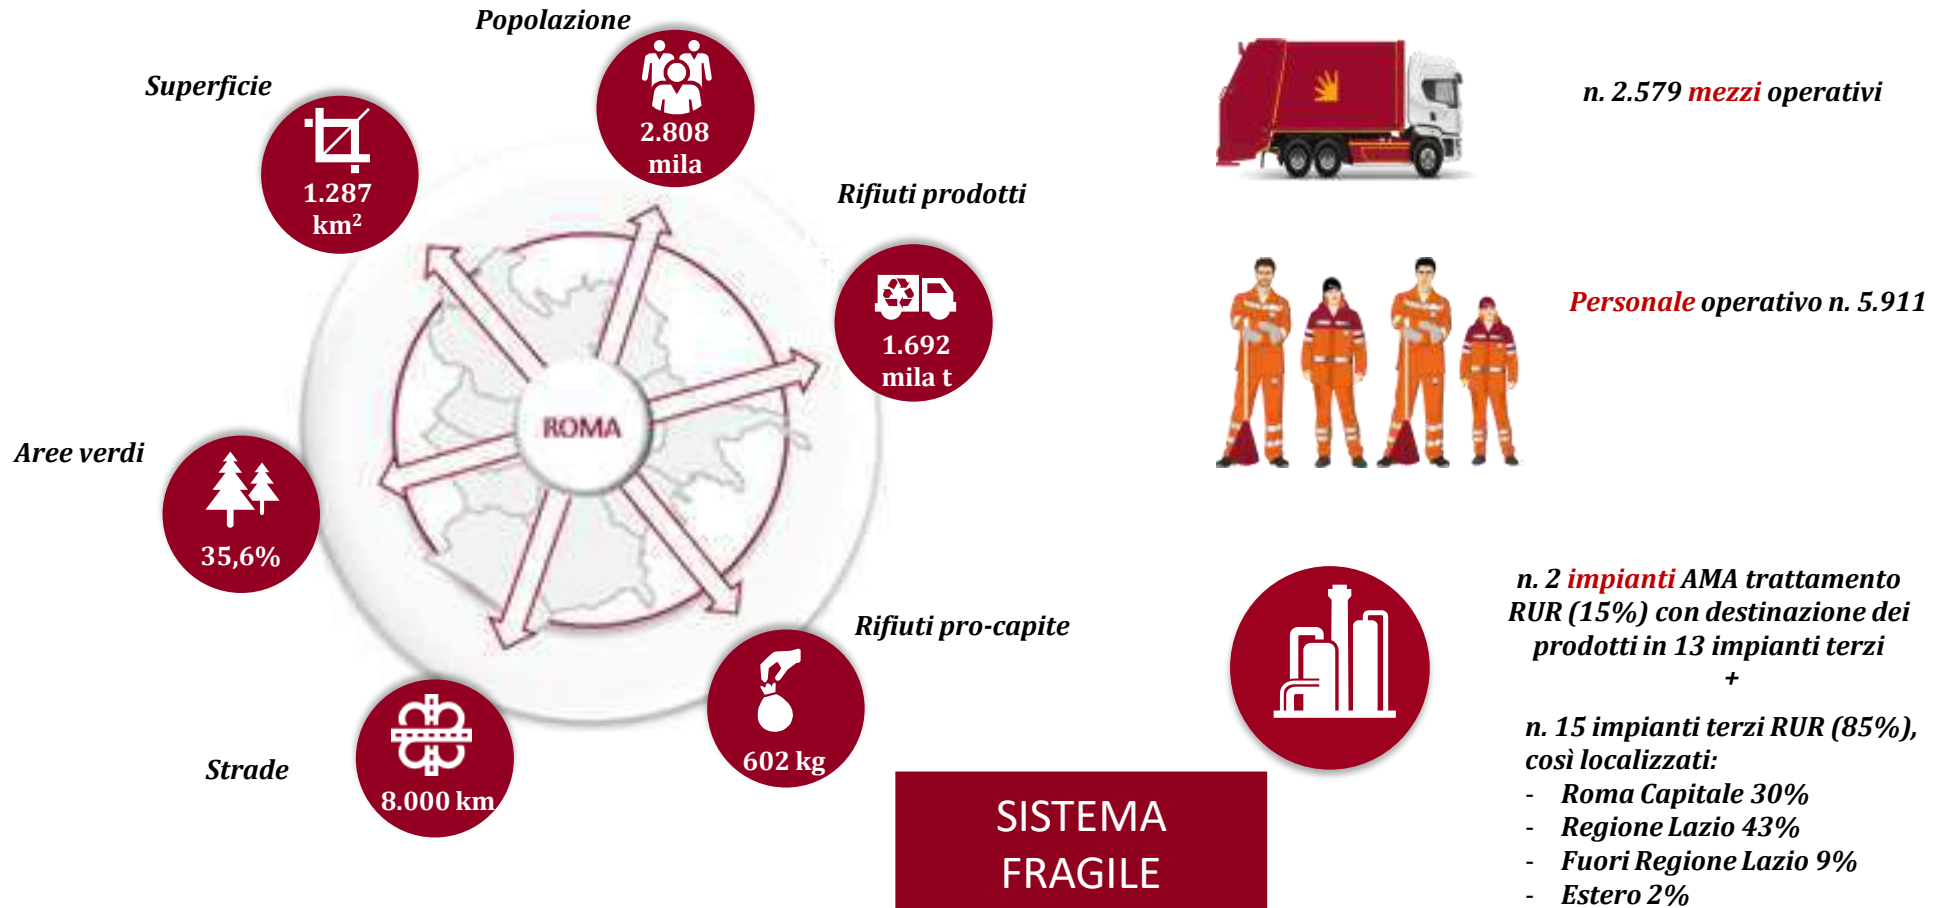 Popolazione
2.808
mila
Superficie
1.287
km²
Rifiuti prodotti
1.692
mila t
ROMA
Aree verdi
35,6%
Rifiuti pro-capite
602 kg
Strade
8.000 km
SISTEMA
FRAGILE
n. 2.579 mezzi operativi
Personale operativo n. 5.911
n. 2 impianti AMA trattamento
RUR (15%) con destinazione dei
prodotti in 13 impianti terzi
+
n. 15 impianti terzi RUR (85%),
così localizzati:
- Roma Capitale 30%
- Regione Lazio 43%
- Fuori Regione Lazio 9%
- Estero 2%